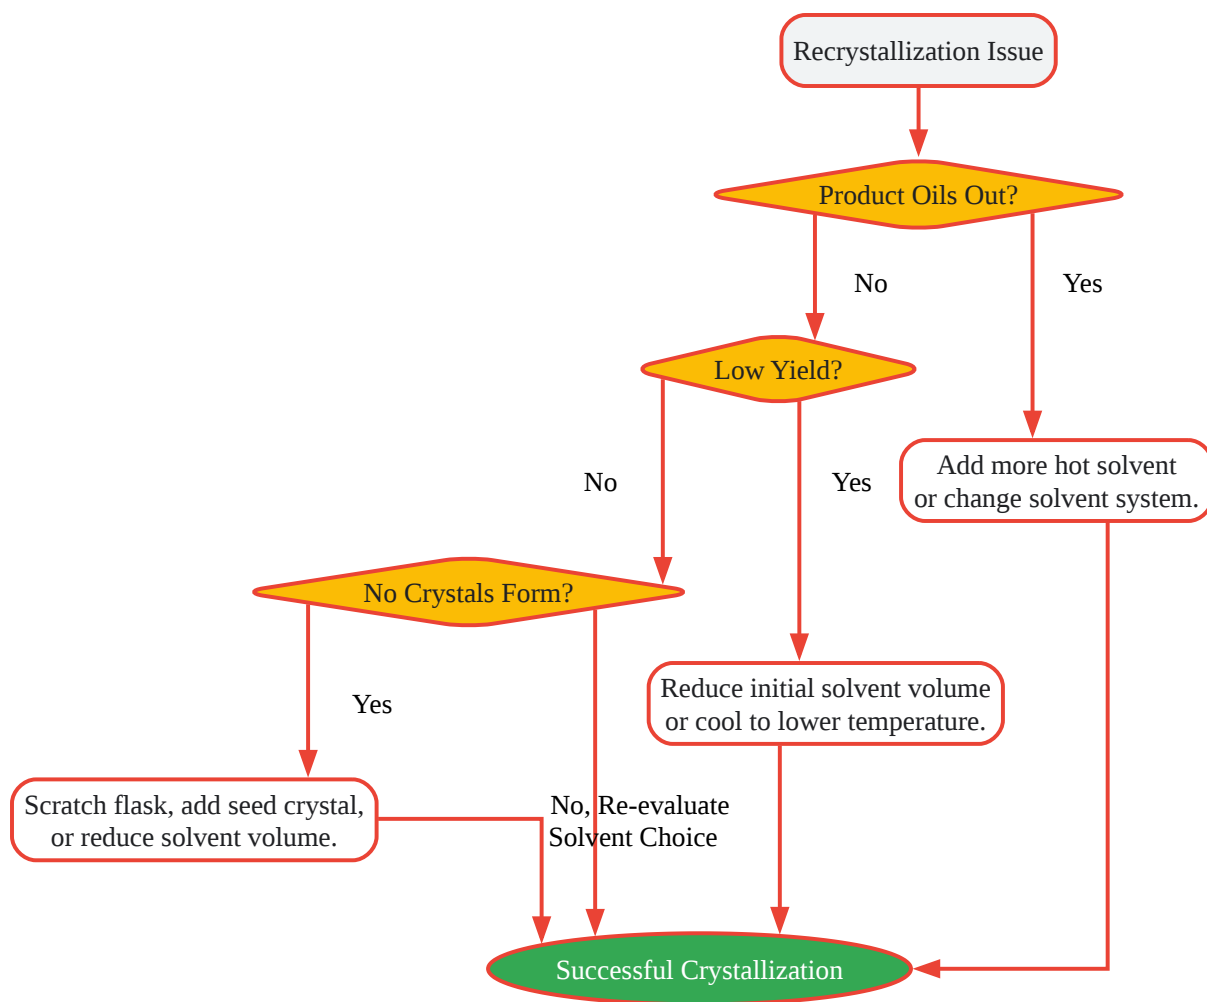 Recrystallization Issue
Product Oils Out?
No
Yes
Low Yield?
Add more hot solvent
or change solvent system.
No
Yes
No Crystals Form?
Reduce initial solvent volume
or cool to lower temperature.
Yes
Scratch flask, add seed crystal,
or reduce solvent volume.
No, Re-evaluate
Solvent Choice
Successful Crystallization